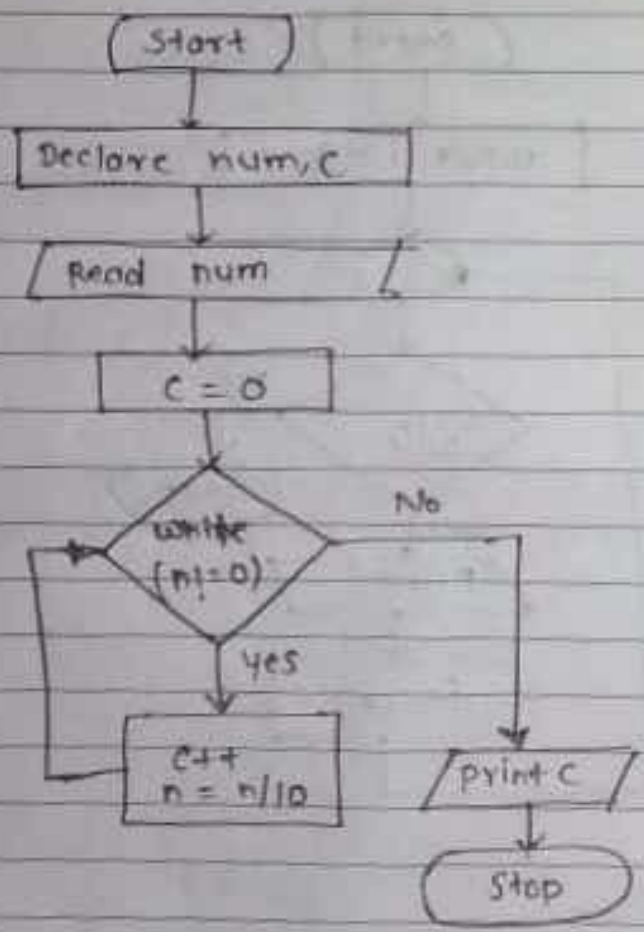 Start
Declare num, c
Read num
c = 0
while
(n!=0)
No
yes
c++
n = n/10
print c
Stop